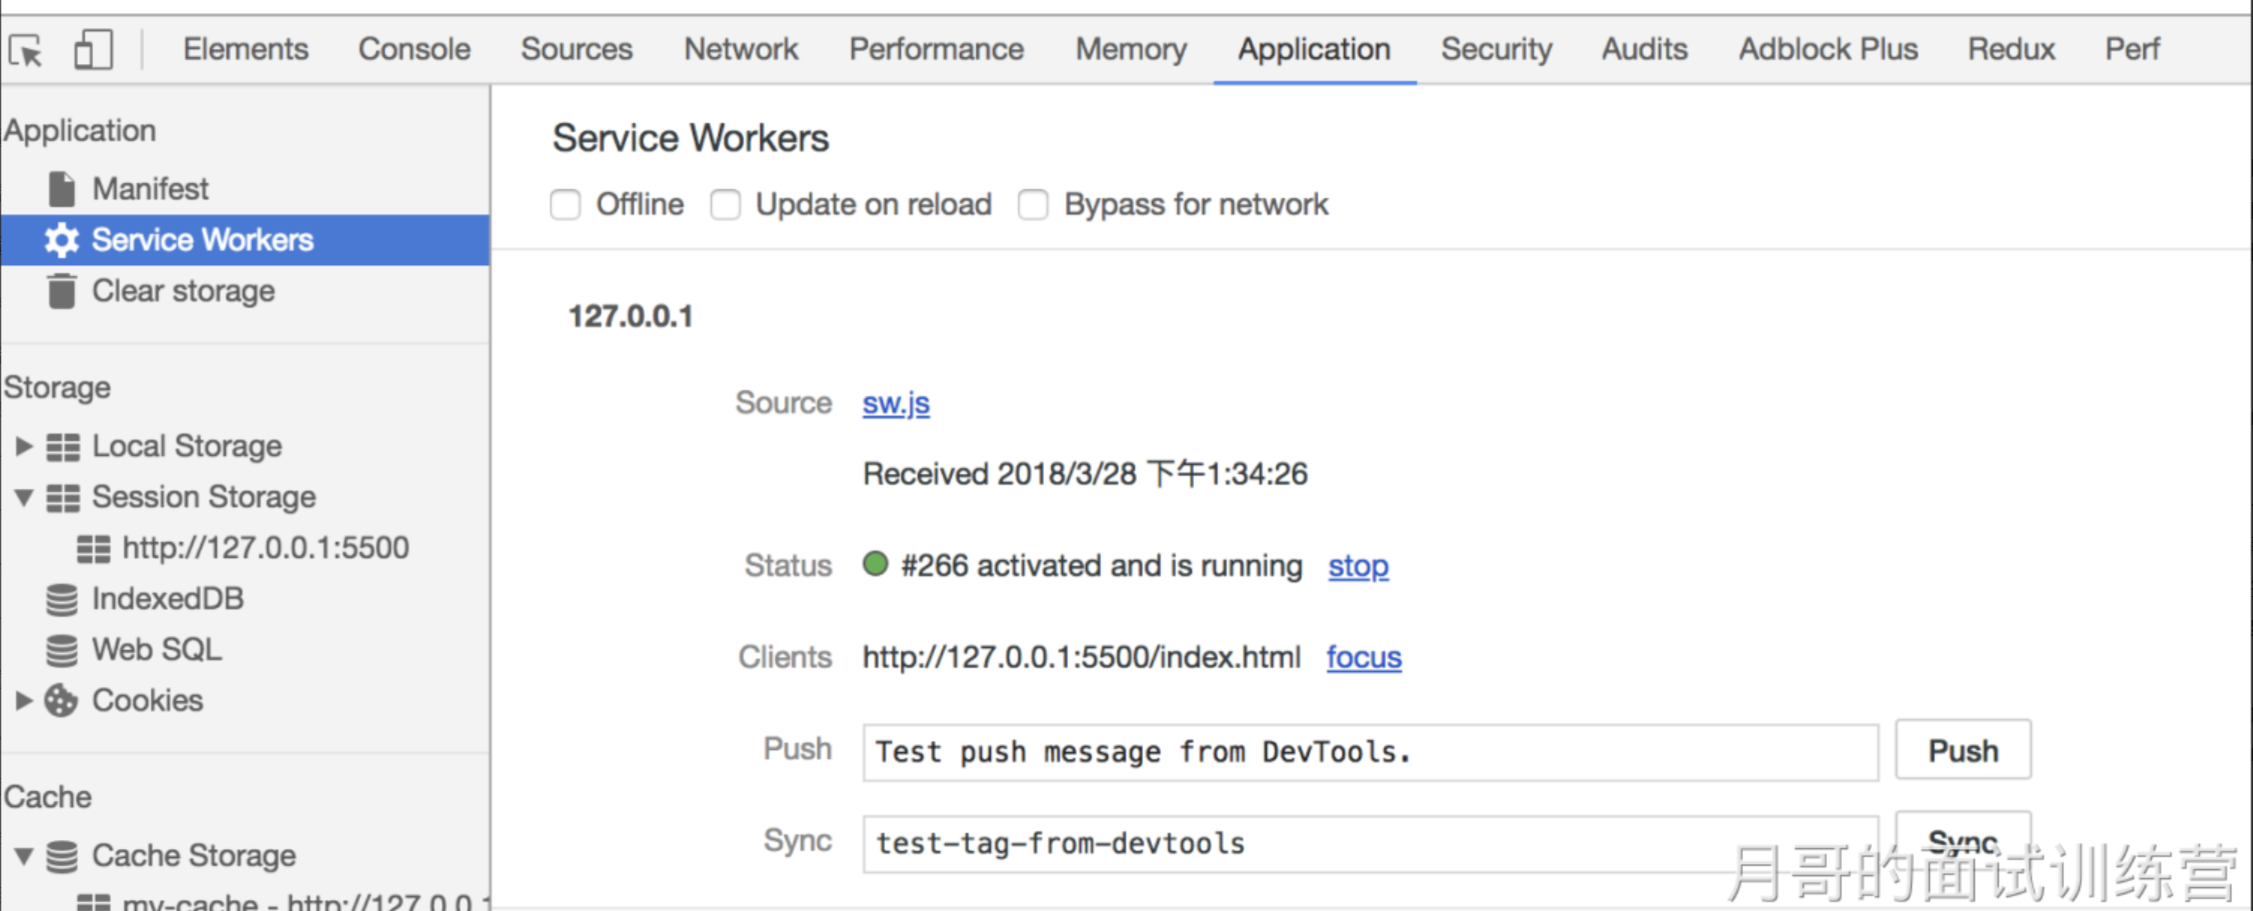 Elements Console Sources Network Performance Memory Application Security Audits Adblock Plus Redux Perf
Application
Manifest
Service Workers
Clear storage
Storage
Local Storage
Session Storage
http://127.0.0.1:5500
IndexedDB
Web SQL
Cookies
Cache
Cache Storage
my-cache - http://127.0.0.1
Service Workers
Offline Update on reload Bypass for network
127.0.0.1
Source sw.js
Received 2018/3/28 下午1:34:26
Status #266 activated and is running stop
Clients http://127.0.0.1:5500/index.html focus
Push Test push message from DevTools. Push
Sync test-tag-from-devtools Sync
月哥的面试训练营